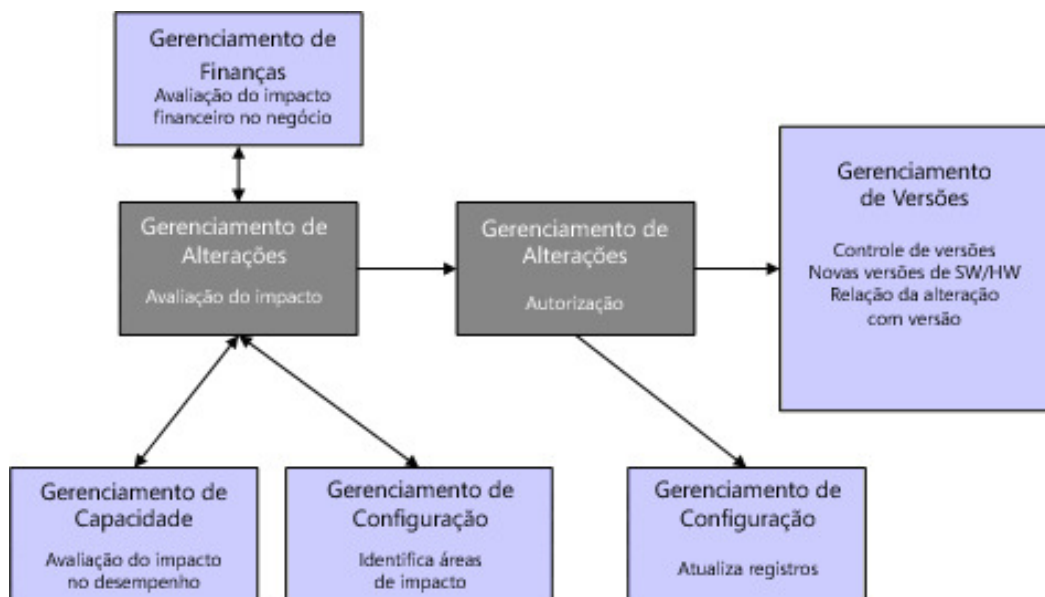 Gerenciamento de
Finanças
Avaliação do impacto
financeiro no negócio
Gerenciamento de
Alterações
Avaliação do impacto
Gerenciamento de
Alterações
Autorização
Gerenciamento
de Versões
Controle de versões
Novas versões de SW/HW
Relação da alteração
com versão
Gerenciamento de
Capacidade
Avaliação do impacto
no desempenho
Gerenciamento de
Configuração
Identifica áreas
de impacto
Gerenciamento de
Configuração
Atualiza registros